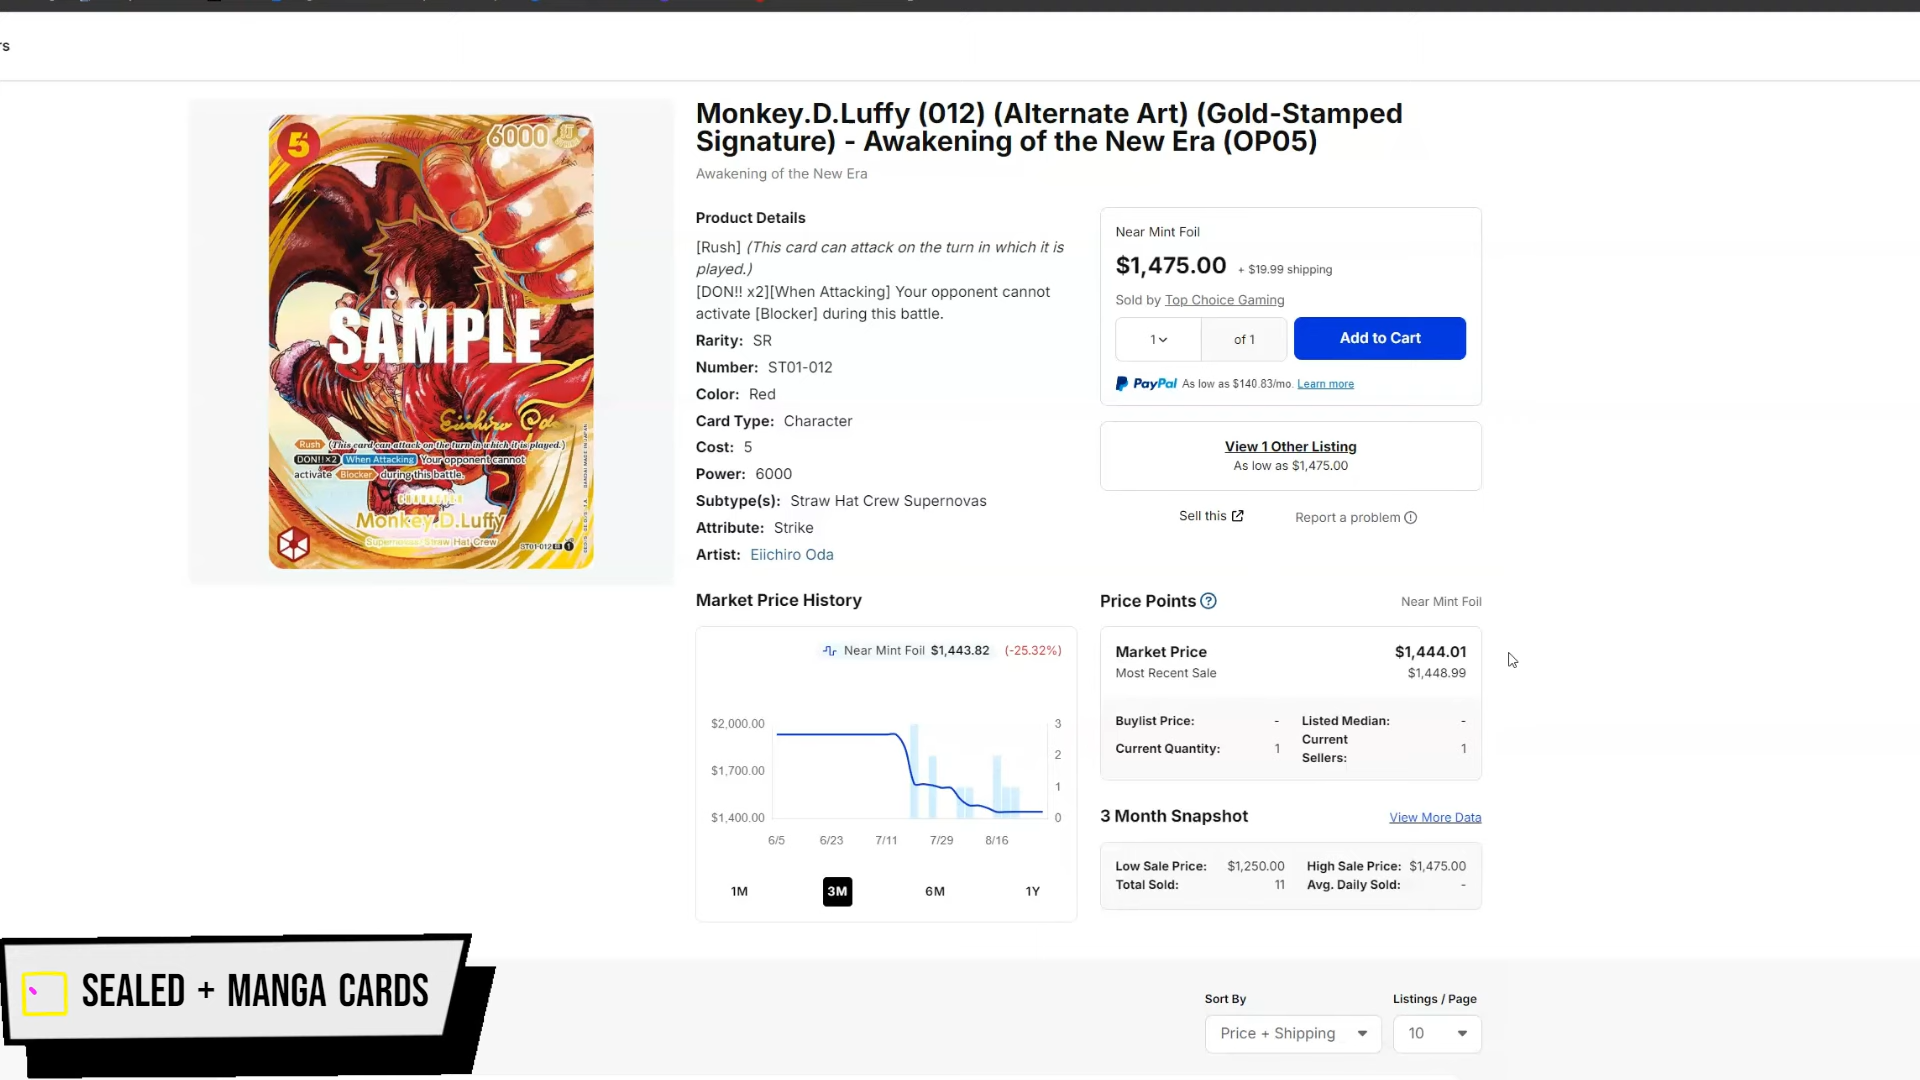 rs
5
6000
SAMPLE
Eiichiro Oda
Rush (This card can attack on the turn in which it is played.)
DON!!×2 When Attacking Your opponent cannot
activate Blocker during this battle.
CHARACTER
Monkey.D.Luffy
Supernovas/Straw Hat Crew
ST01-012 SR 1
Monkey.D.Luffy (012) (Alternate Art) (Gold-Stamped
Signature) - Awakening of the New Era (OP05)
Awakening of the New Era
Product Details
[Rush] (This card can attack on the turn in which it is
played.)
[DON!! x2][When Attacking] Your opponent cannot
activate [Blocker] during this battle.
Rarity: SR
Number: ST01-012
Color: Red
Card Type: Character
Cost: 5
Power: 6000
Subtype(s): Straw Hat Crew Supernovas
Attribute: Strike
Artist: Eiichiro Oda
Near Mint Foil
$1,475.00 + $19.99 shipping
Sold by Top Choice Gaming
1 of 1 Add to Cart
PayPal As low as $140.83/mo. Learn more
View 1 Other Listing
As low as $1,475.00
Sell this Report a problem
Market Price History
Near Mint Foil $1,443.82 (-25.32%)
$2,000.00 3
2
$1,700.00
1
$1,400.00 0
6/5 6/23 7/11 7/29 8/16
1M 3M 6M 1Y
Price Points ? Near Mint Foil
Market Price $1,444.01
Most Recent Sale $1,448.99
Buylist Price: - Listed Median: -
Current Quantity: 1 Current Sellers: 1
3 Month Snapshot View More Data
Low Sale Price: $1,250.00 High Sale Price: $1,475.00
Total Sold: 11 Avg. Daily Sold: -
SEALED + MANGA CARDS
Sort By Listings / Page
Price + Shipping 10